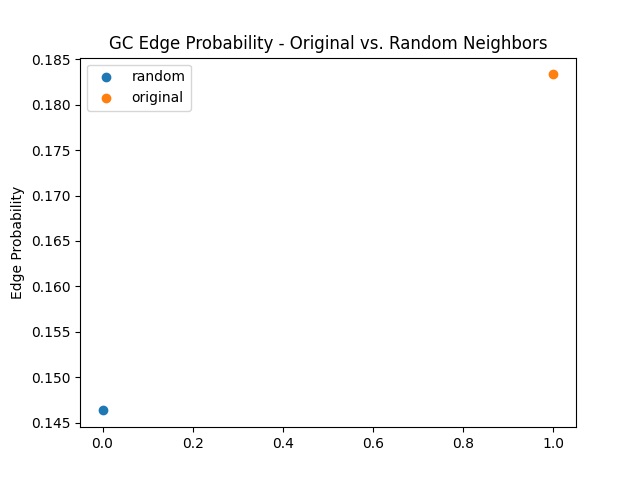 GC Edge Probability - Original vs. Random Neighbors
random
original
Edge Probability
0.185
0.180
0.175
0.170
0.165
0.160
0.155
0.150
0.145
0.0 0.2 0.4 0.6 0.8 1.0